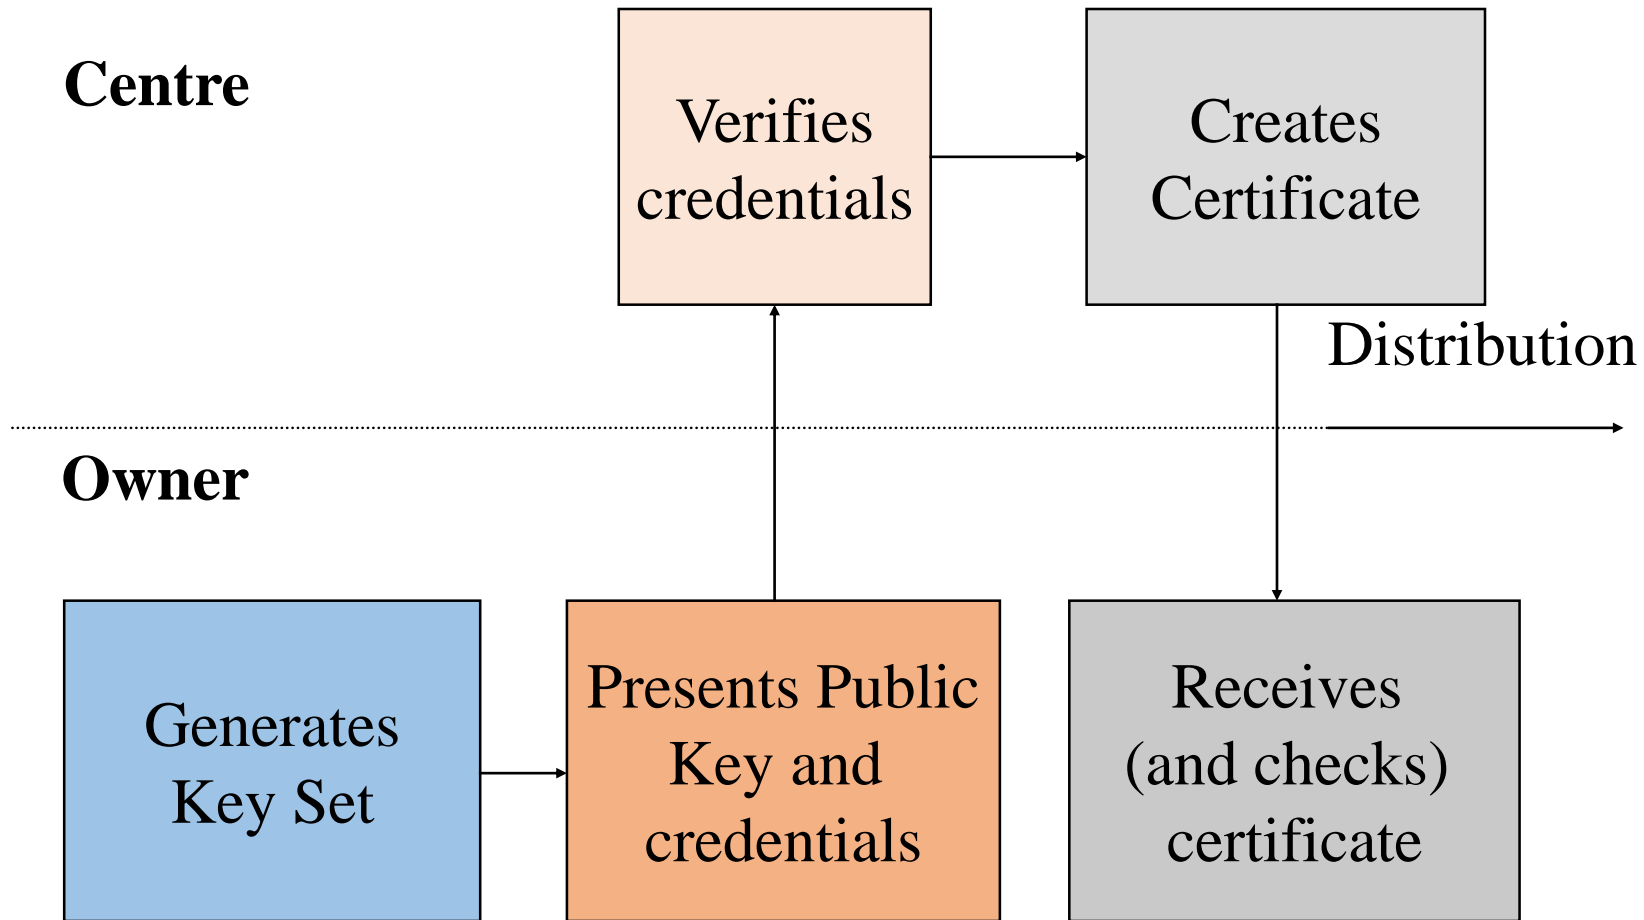 Centre
Verifies
credentials
Creates
Certificate
Distribution
Owner
Generates
Key Set
Presents Public
Key and
credentials
Receives
(and checks)
certificate